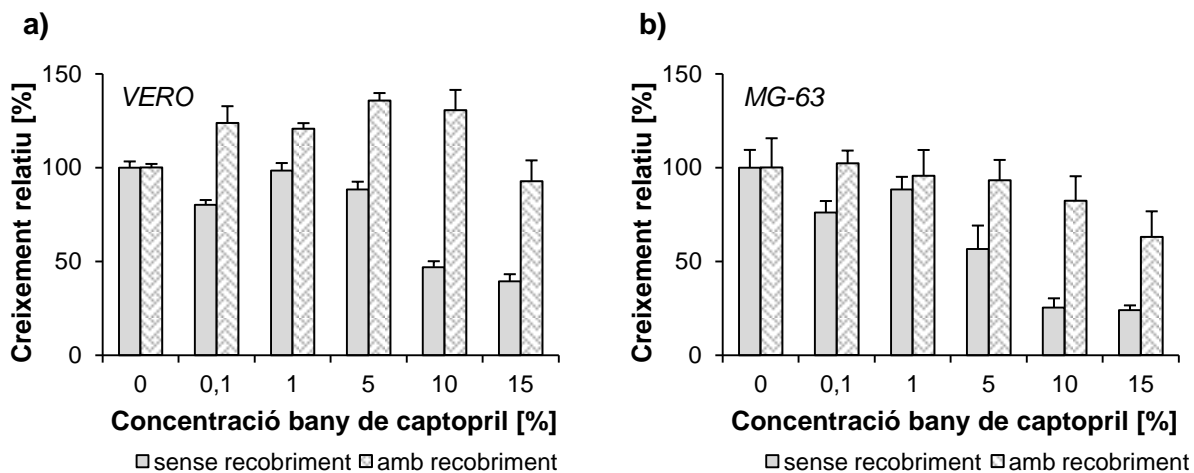 a)
Creixement relatiu [%]
150
100
50
0
VERO
0 0,1 1 5 10 15
Concentració bany de captopril [%]
sense recobriment amb recobriment
b)
Creixement relatiu [%]
150
100
50
0
MG-63
0 0,1 1 5 10 15
Concentració bany de captopril [%]
sense recobriment amb recobriment